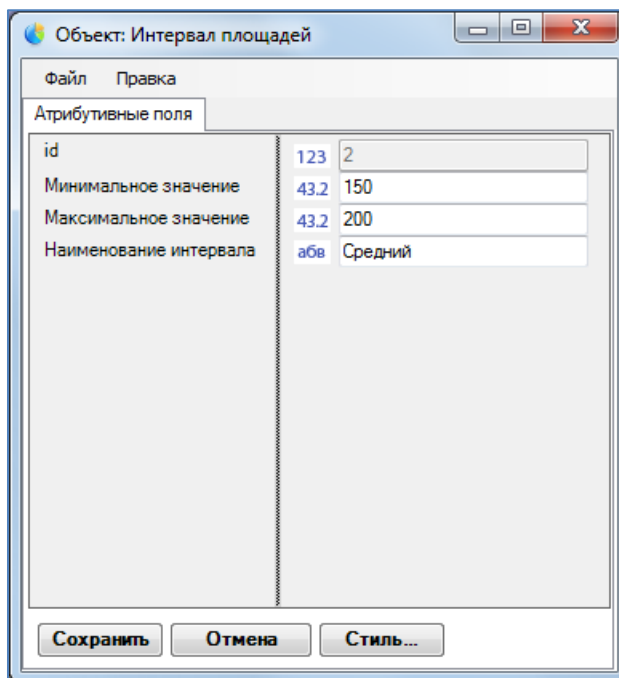 Объект: Интервал площадей
Файл Правка
Атрибутивные поля
id 123 2
Минимальное значение 43.2 150
Максимальное значение 43.2 200
Наименование интервала абв Средний
Сохранить Отмена Стиль...